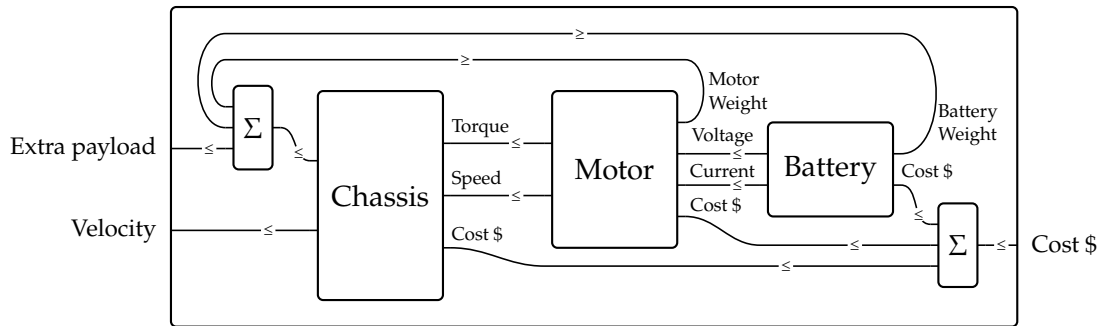 ≥
≥
Motor
Weight
Battery
Weight
Extra payload
≤
Σ
≤
Chassis
Torque
≤
Motor
Voltage
≤
Current
≤
Battery
Speed
≤
Cost $
Cost $
≤
Velocity
≤
Cost $
≤
≤
Σ
≤
Cost $